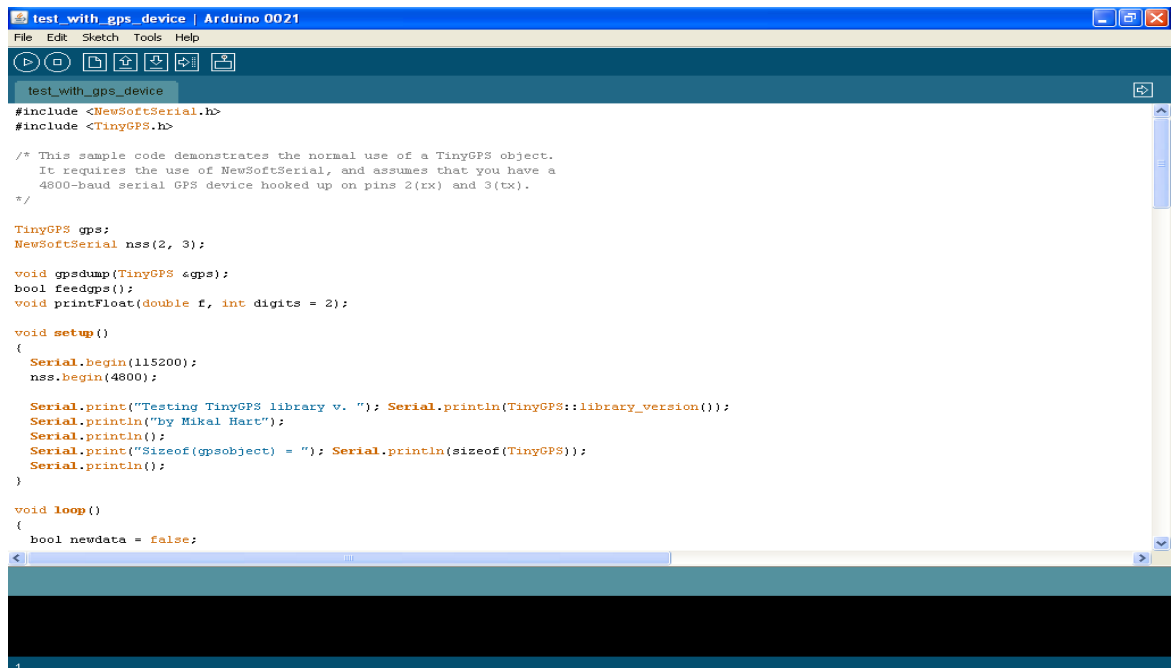 test_with_gps_device | Arduino 0021
File Edit Sketch Tools Help
test_with_gps_device
#include <NewSoftSerial.h>
#include <TinyGPS.h>
/* This sample code demonstrates the normal use of a TinyGPS object.
   It requires the use of NewSoftSerial, and assumes that you have a
   4800-baud serial GPS device hooked up on pins 2(rx) and 3(tx).
*/
TinyGPS gps;
NewSoftSerial nss(2, 3);
void gpsdump(TinyGPS &gps);
bool feedgps();
void printFloat(double f, int digits = 2);
void setup()
{
  Serial.begin(115200);
  nss.begin(4800);
  Serial.print("Testing TinyGPS library v. "); Serial.println(TinyGPS::library_version());
  Serial.println("by Mikal Hart");
  Serial.println();
  Serial.print("Sizeof(gpsobject) = "); Serial.println(sizeof(TinyGPS));
  Serial.println();
}
void loop()
{
  bool newdata = false;
1